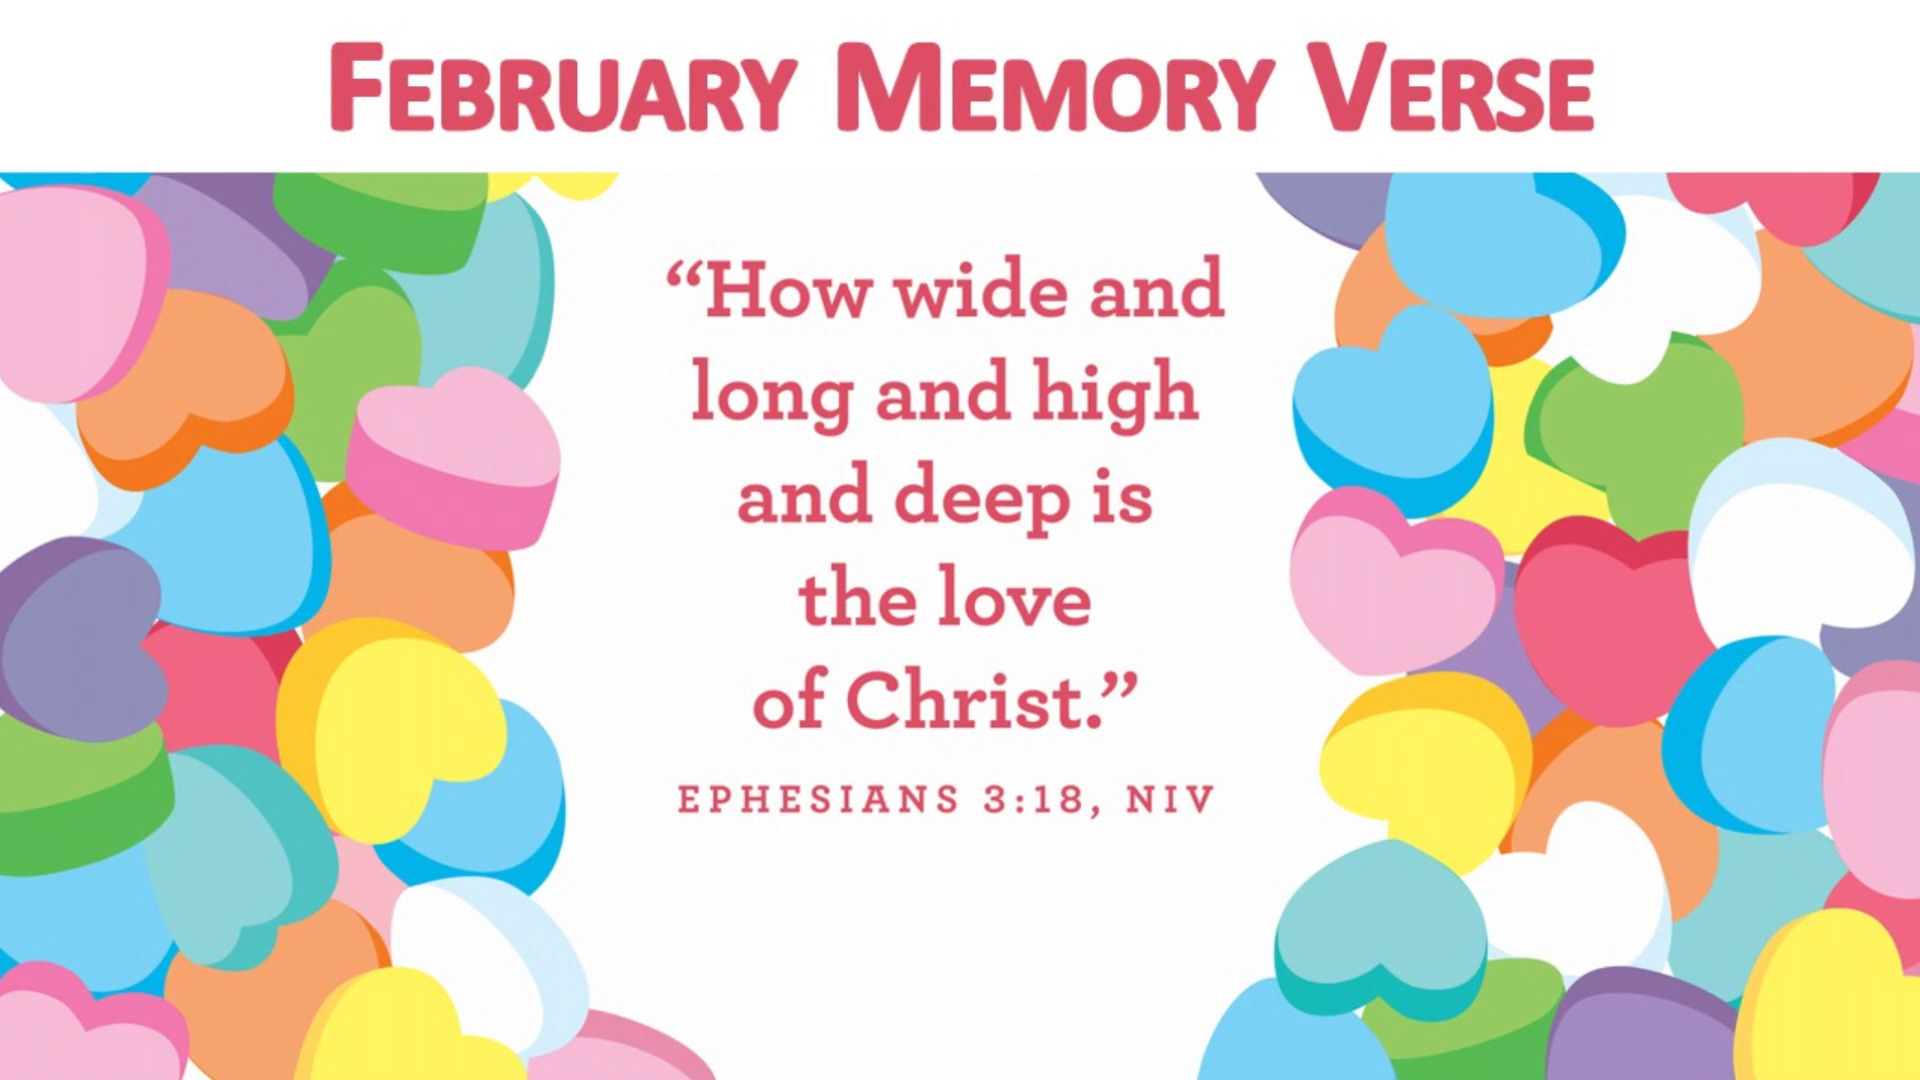 FEBRUARY MEMORY VERSE
“How wide and
long and high
and deep is
the love
of Christ.”
EPHESIANS 3:18, NIV